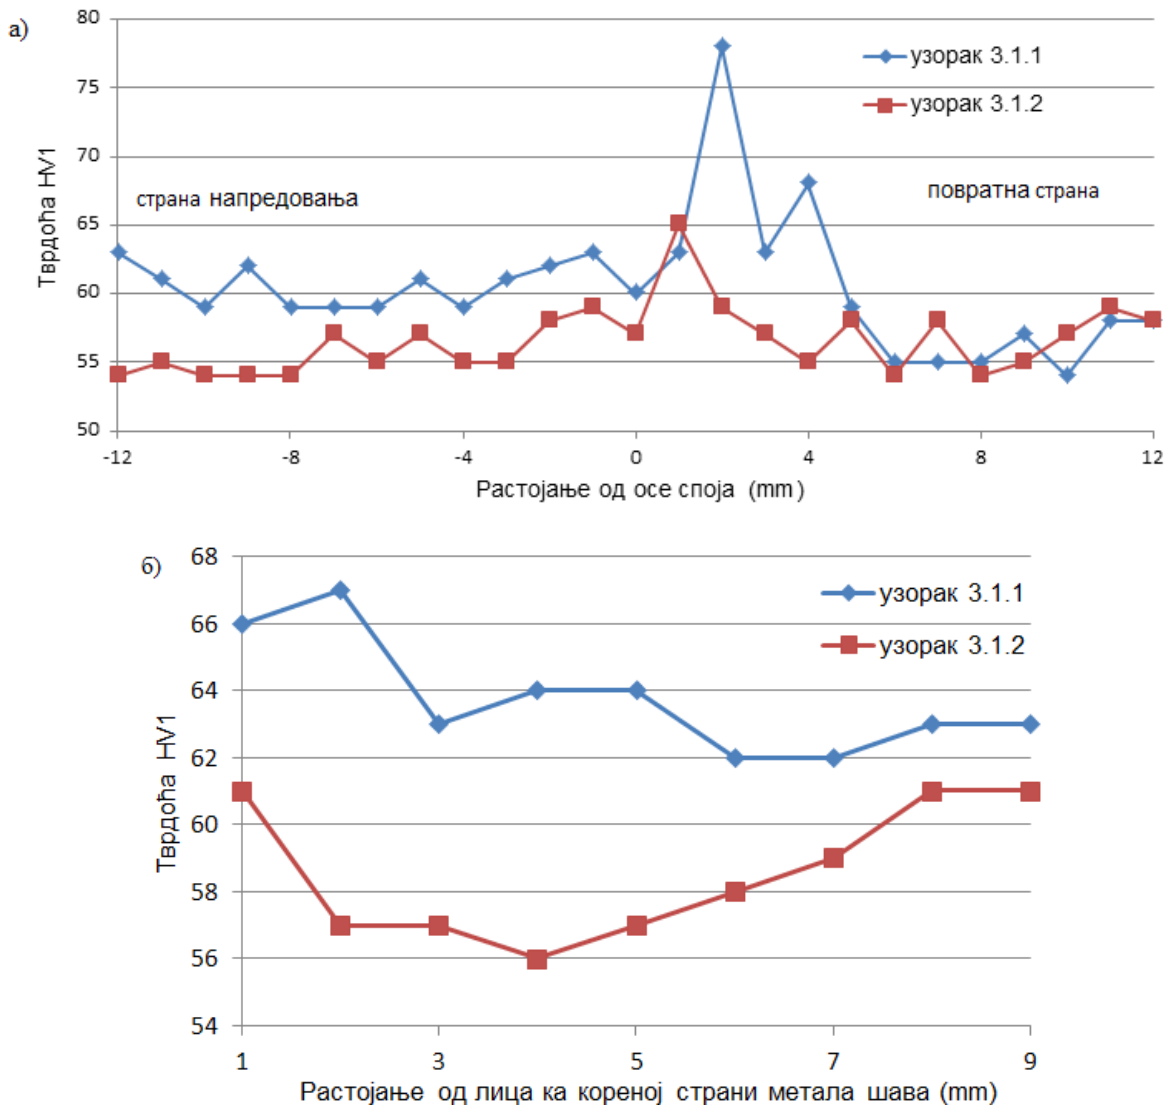 а)
80
75
70
65
60
55
50
Тврдоћа HV1
узорак 3.1.1
узорак 3.1.2
страна напредовања
повратна страна
-12 -8 -4 0 4 8 12
Растојање од осе споја (mm)
б)
68
66
64
62
60
58
56
54
Тврдоћа HV1
узорак 3.1.1
узорак 3.1.2
1 3 5 7 9
Растојање од лица ка кореној страни метала шава (mm)